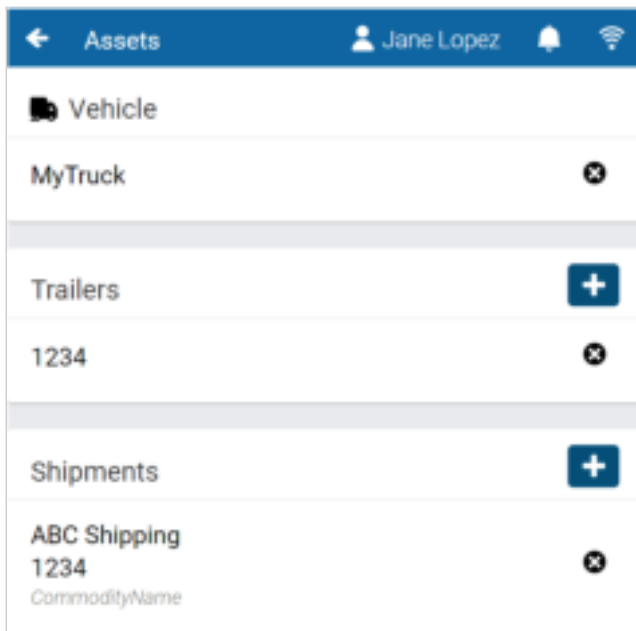 Assets Jane Lopez
Vehicle
MyTruck
Trailers
1234
Shipments
ABC Shipping
1234
CommodityName